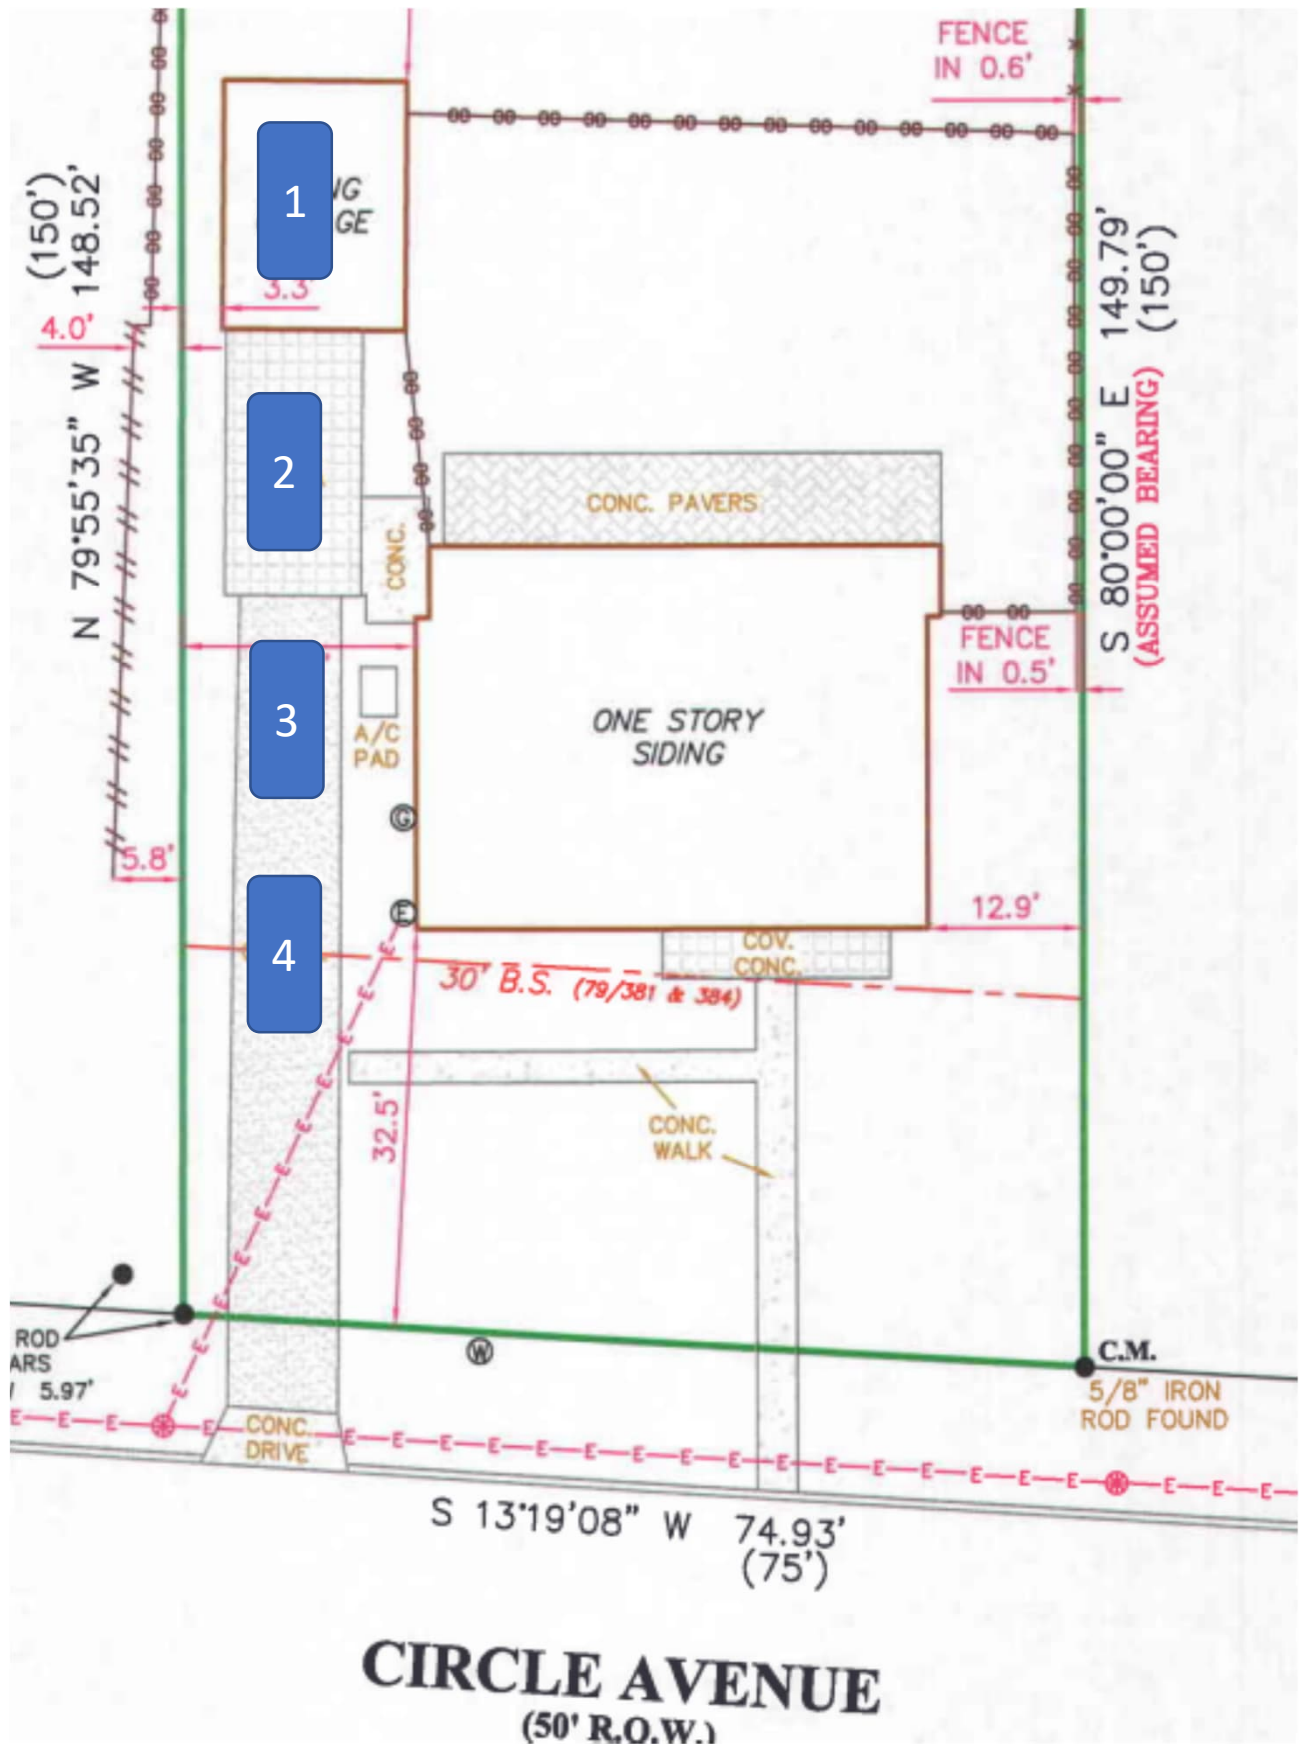 FENCE
IN 0.6'
(150')
N 79°55'35" W 148.52'
1
3.3'
4.0'
2
CONC. PAVERS
CONC.
S 80°00'00" E 149.79'
(150')
(ASSUMED BEARING)
FENCE
IN 0.5'
3
A/C
PAD
ONE STORY
SIDING
G
5.8'
E
12.9'
4
COV.
CONC.
30' B.S. (79/381 & 384)
32.5'
CONC.
WALK
ROD
ARS
5.97'
W
C.M.
5/8" IRON
ROD FOUND
CONC.
DRIVE
E E E E E E E E E E
E E E E E E E E E E E E E E E E E E E E E E E
S 13°19'08" W 74.93'
(75')
CIRCLE AVENUE
(50' R.O.W.)